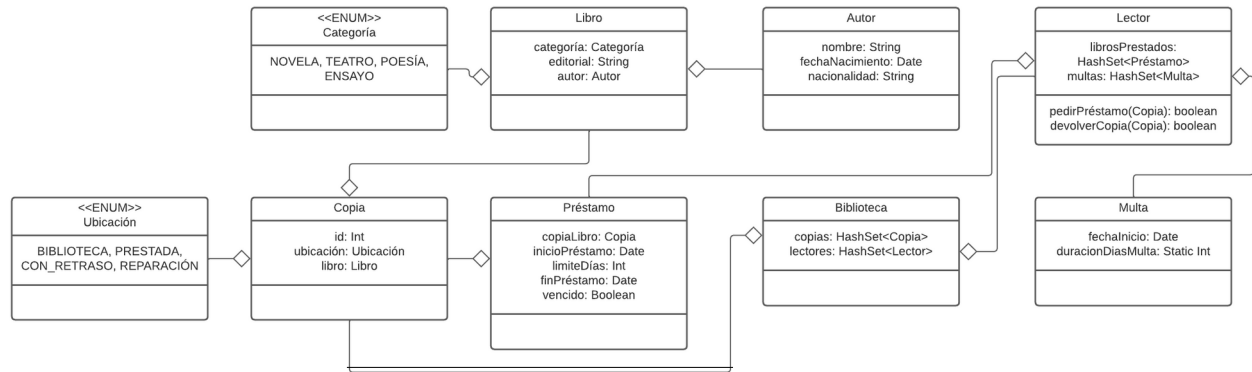 <<ENUM>>
Categoría
NOVELA, TEATRO, POESÍA,
ENSAYO
Libro
categoría: Categoría
editorial: String
autor: Autor
Autor
nombre: String
fechaNacimiento: Date
nacionalidad: String
Lector
librosPrestados:
HashSet<Préstamo>
multas: HashSet<Multa>
pedirPréstamo(Copia): boolean
devolverCopia(Copia): boolean
<<ENUM>>
Ubicación
BIBLIOTECA, PRESTADA,
CON_RETRASO, REPARACIÓN
Copia
id: Int
ubicación: Ubicación
libro: Libro
Préstamo
copiaLibro: Copia
inicioPréstamo: Date
limiteDías: Int
finPréstamo: Date
vencido: Boolean
Biblioteca
copias: HashSet<Copia>
lectores: HashSet<Lector>
Multa
fechaInicio: Date
duracionDiasMulta: Static Int